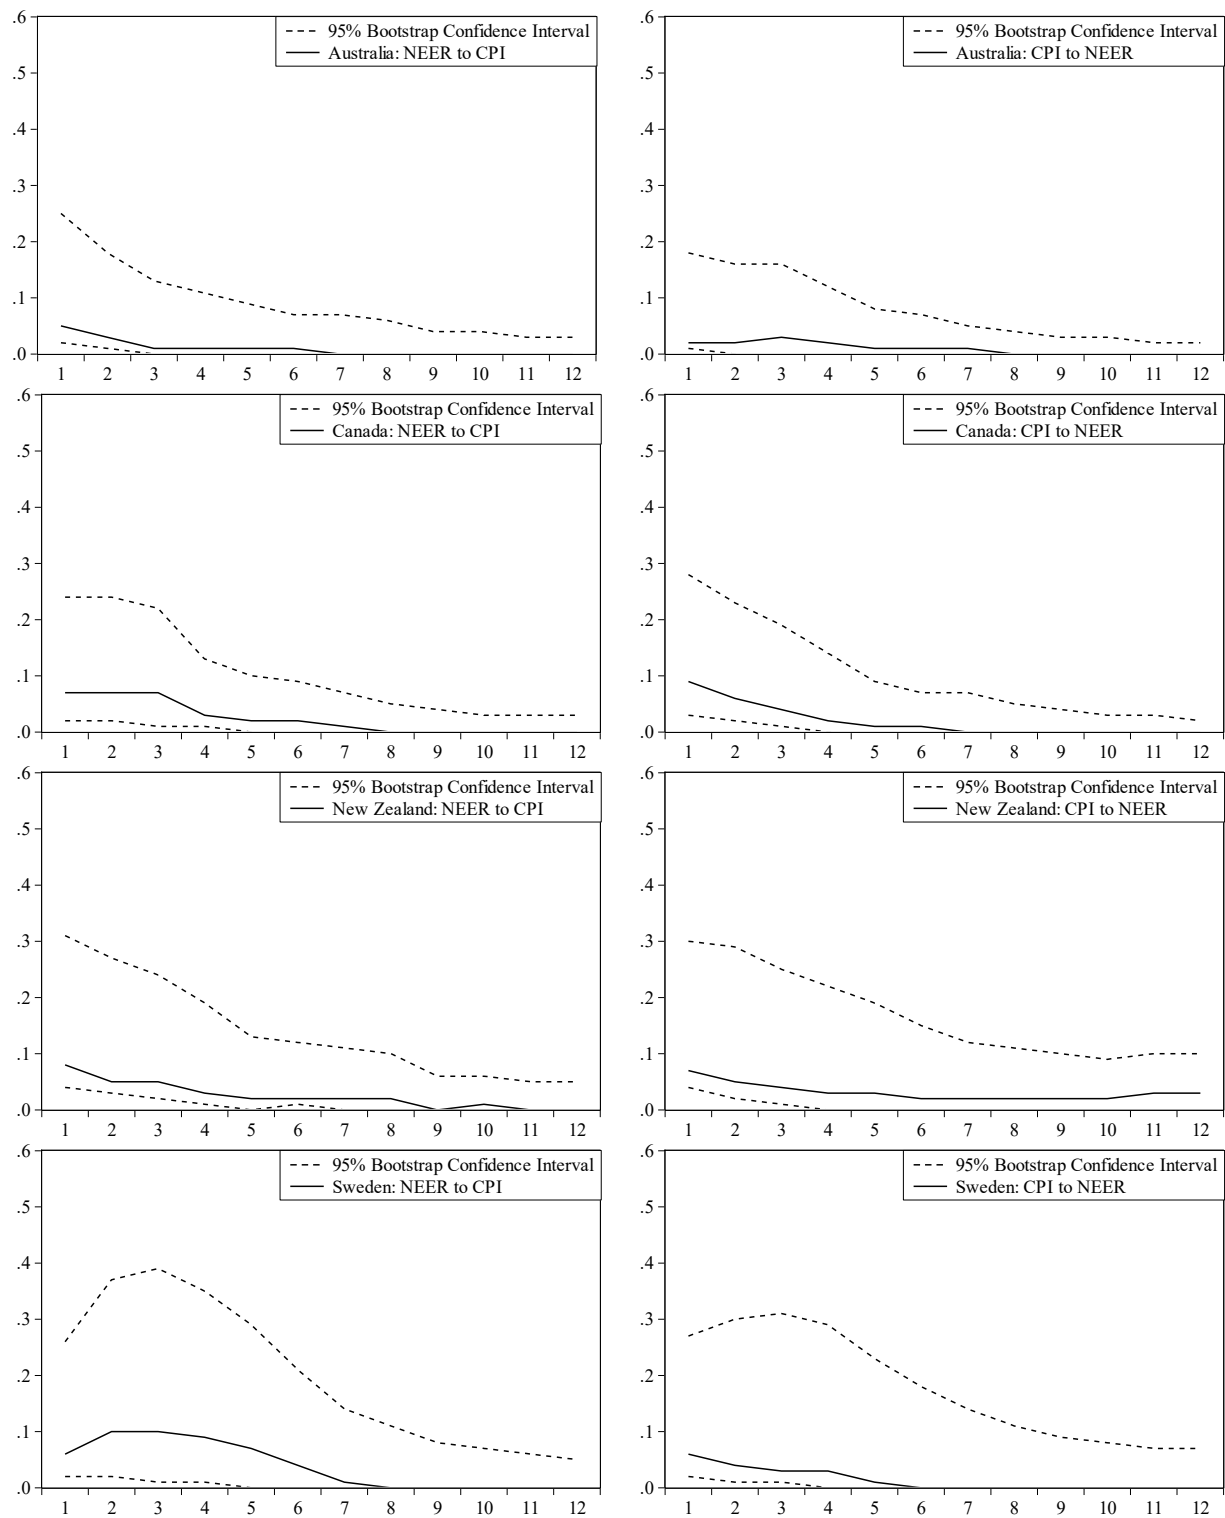 .6
95% Bootstrap Confidence Interval
Australia: NEER to CPI
.5
.4
.3
.2
.1
.0
1 2 3 4 5 6 7 8 9 10 11 12
.6
95% Bootstrap Confidence Interval
Australia: CPI to NEER
.5
.4
.3
.2
.1
.0
1 2 3 4 5 6 7 8 9 10 11 12
.6
95% Bootstrap Confidence Interval
Canada: NEER to CPI
.5
.4
.3
.2
.1
.0
1 2 3 4 5 6 7 8 9 10 11 12
.6
95% Bootstrap Confidence Interval
Canada: CPI to NEER
.5
.4
.3
.2
.1
.0
1 2 3 4 5 6 7 8 9 10 11 12
.6
95% Bootstrap Confidence Interval
New Zealand: NEER to CPI
.5
.4
.3
.2
.1
.0
1 2 3 4 5 6 7 8 9 10 11 12
.6
95% Bootstrap Confidence Interval
New Zealand: CPI to NEER
.5
.4
.3
.2
.1
.0
1 2 3 4 5 6 7 8 9 10 11 12
.6
95% Bootstrap Confidence Interval
Sweden: NEER to CPI
.5
.4
.3
.2
.1
.0
1 2 3 4 5 6 7 8 9 10 11 12
.6
95% Bootstrap Confidence Interval
Sweden: CPI to NEER
.5
.4
.3
.2
.1
.0
1 2 3 4 5 6 7 8 9 10 11 12